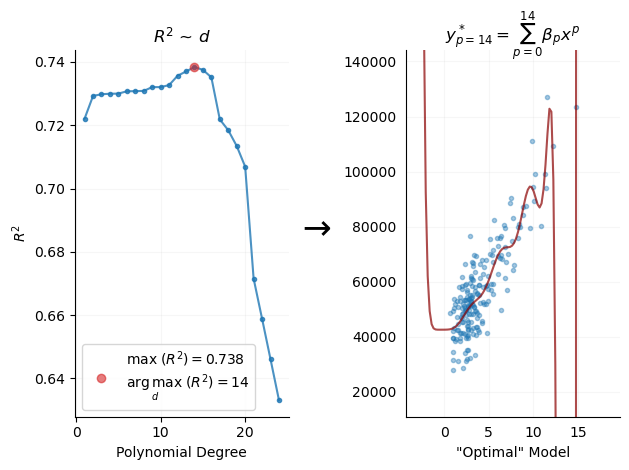 R² ~ d
0.74
0.72
0.70
0.68
0.66
0.64
R²
max (R²) = 0.738
arg max (R²) = 14
d
0
10
20
Polynomial Degree
→
y*ₚ₌₁₄ = ∑¹⁴ₚ₌₀ βₚxᵖ
140000
120000
100000
80000
60000
40000
20000
0
5
10
15
"Optimal" Model